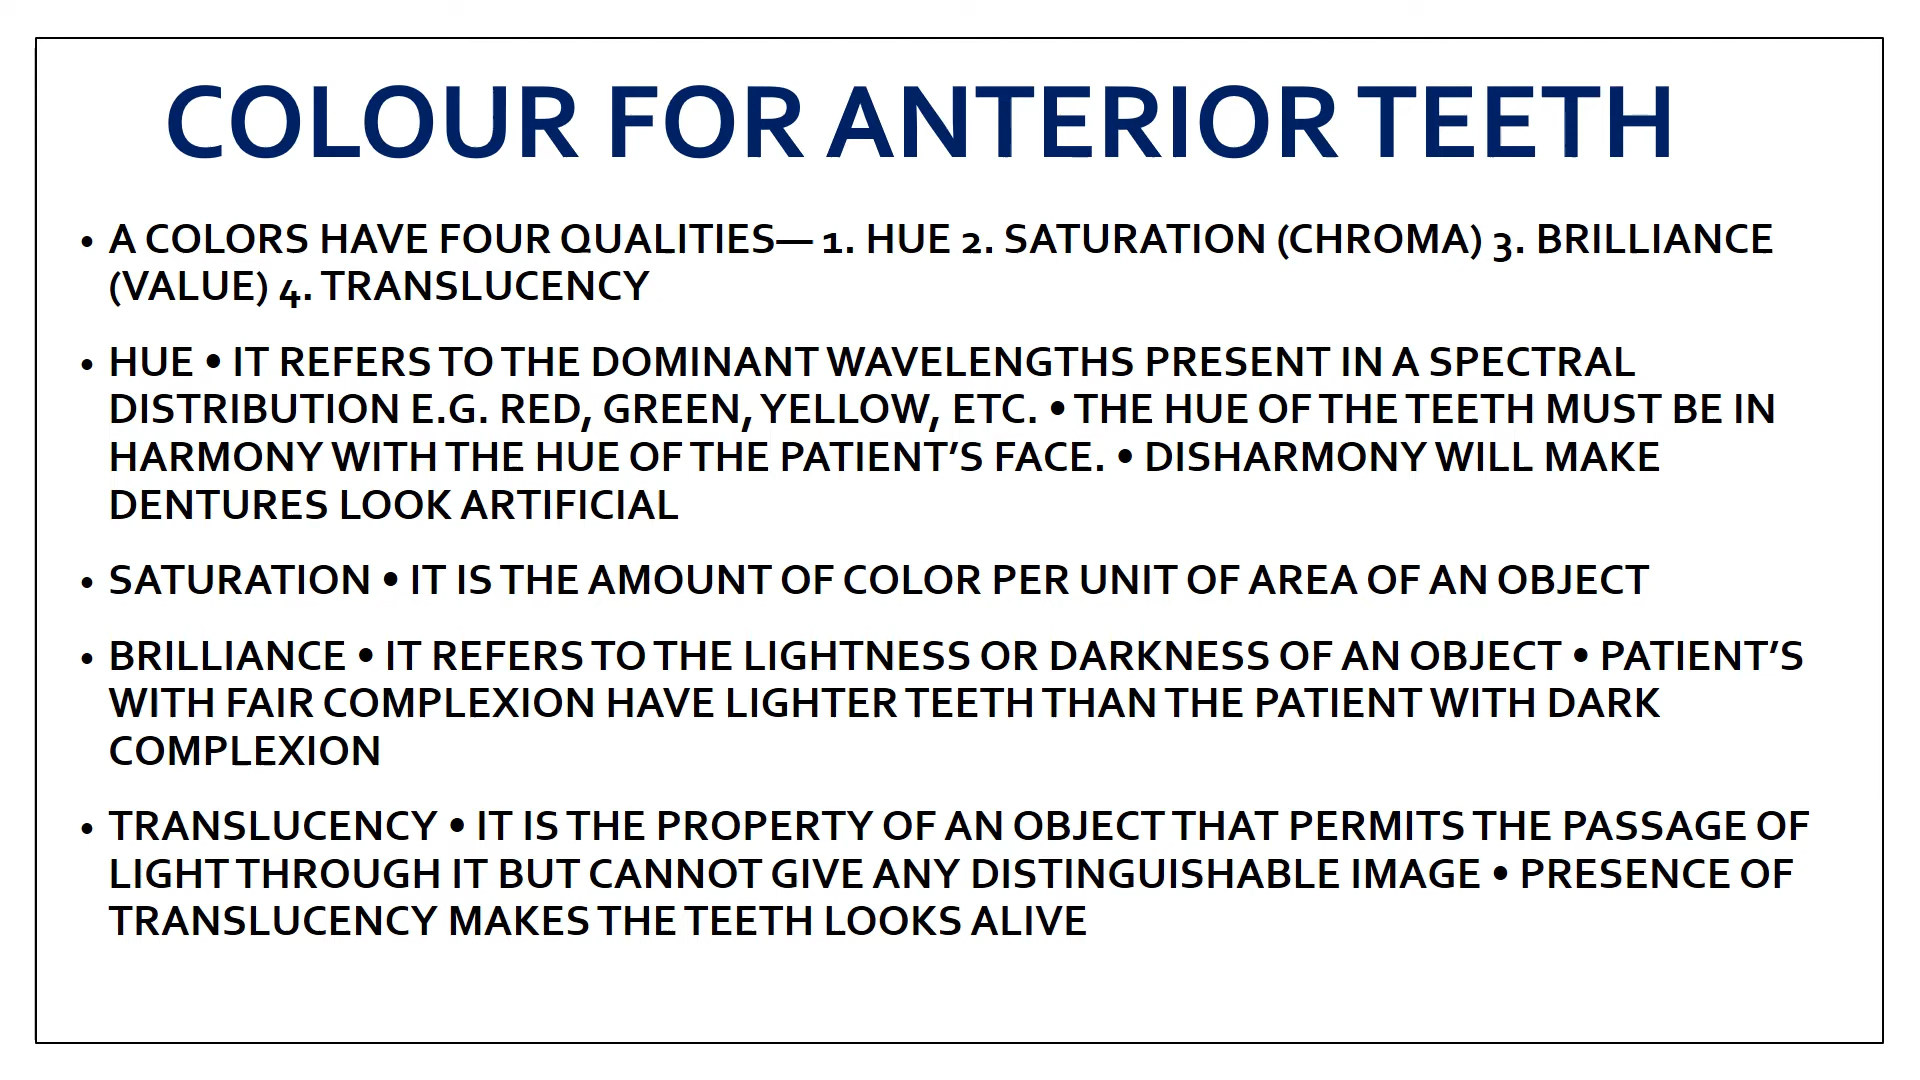 COLOUR FOR ANTERIOR TEETH
• A COLORS HAVE FOUR QUALITIES— 1. HUE 2. SATURATION (CHROMA) 3. BRILLIANCE
(VALUE) 4. TRANSLUCENCY
• HUE • IT REFERS TO THE DOMINANT WAVELENGTHS PRESENT IN A SPECTRAL
DISTRIBUTION E.G. RED, GREEN, YELLOW, ETC. • THE HUE OF THE TEETH MUST BE IN
HARMONY WITH THE HUE OF THE PATIENT’S FACE. • DISHARMONY WILL MAKE
DENTURES LOOK ARTIFICIAL
• SATURATION • IT IS THE AMOUNT OF COLOR PER UNIT OF AREA OF AN OBJECT
• BRILLIANCE • IT REFERS TO THE LIGHTNESS OR DARKNESS OF AN OBJECT • PATIENT’S
WITH FAIR COMPLEXION HAVE LIGHTER TEETH THAN THE PATIENT WITH DARK
COMPLEXION
• TRANSLUCENCY • IT IS THE PROPERTY OF AN OBJECT THAT PERMITS THE PASSAGE OF
LIGHT THROUGH IT BUT CANNOT GIVE ANY DISTINGUISHABLE IMAGE • PRESENCE OF
TRANSLUCENCY MAKES THE TEETH LOOKS ALIVE